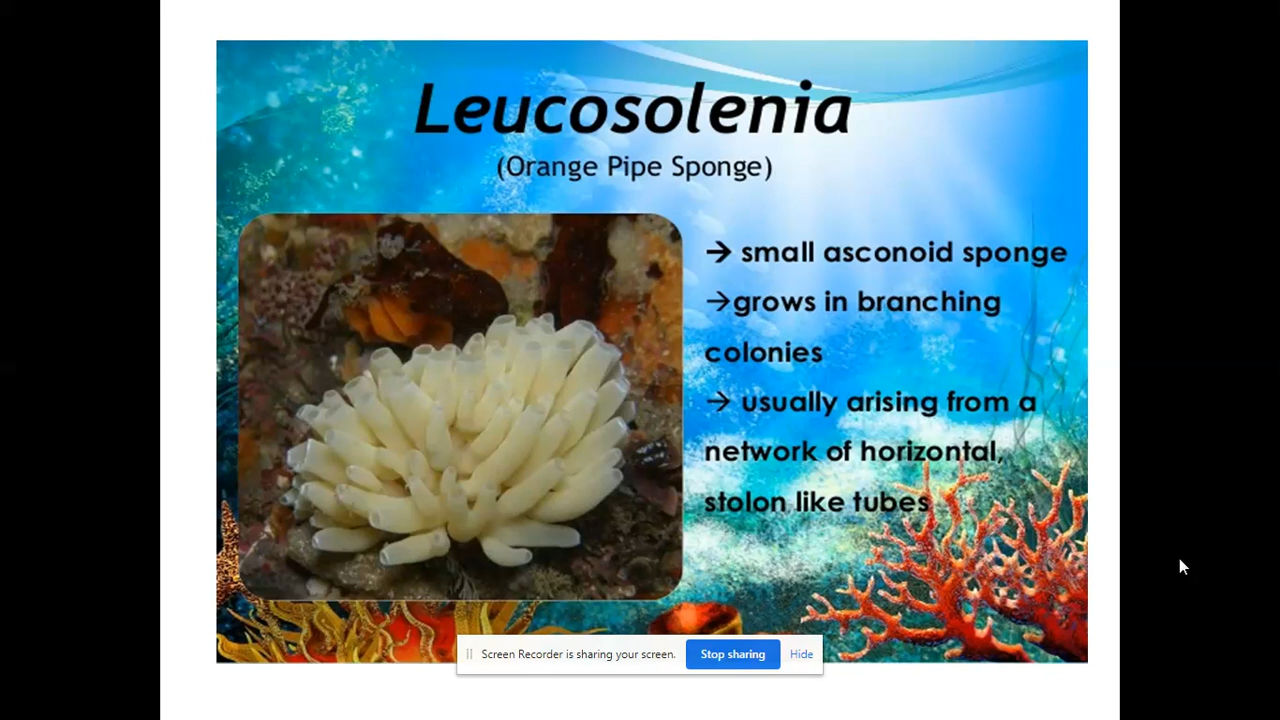 Leucosolenia
(Orange Pipe Sponge)
→ small asconoid sponge
→grows in branching
colonies
→ usually arising from a
network of horizontal,
stolon like tubes
Screen Recorder is sharing your screen. Stop sharing Hide